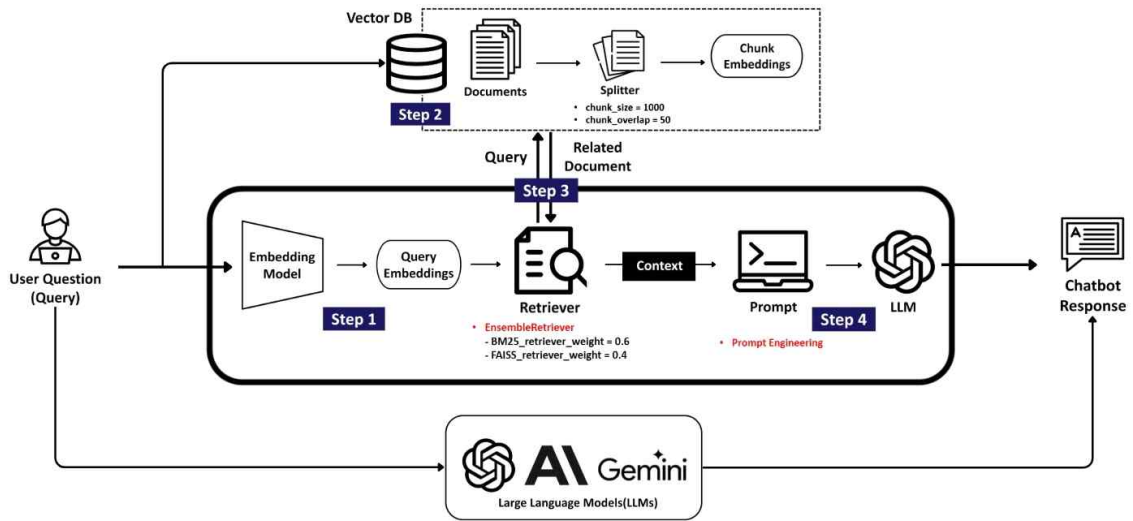 Vector DB
Documents
Splitter
Chunk
Embeddings
• chunk_size = 1000
• chunk_overlap = 50
Step 2
Query
Related
Document
Step 3
User Question
(Query)
Embedding
Model
Query
Embeddings
Step 1
Retriever
• EnsembleRetriever
- BM25_retriever_weight = 0.6
- FAISS_retriever_weight = 0.4
Context
Prompt
• Prompt Engineering
Step 4
LLM
A
Chatbot
Response
AI Gemini
Large Language Models(LLMs)